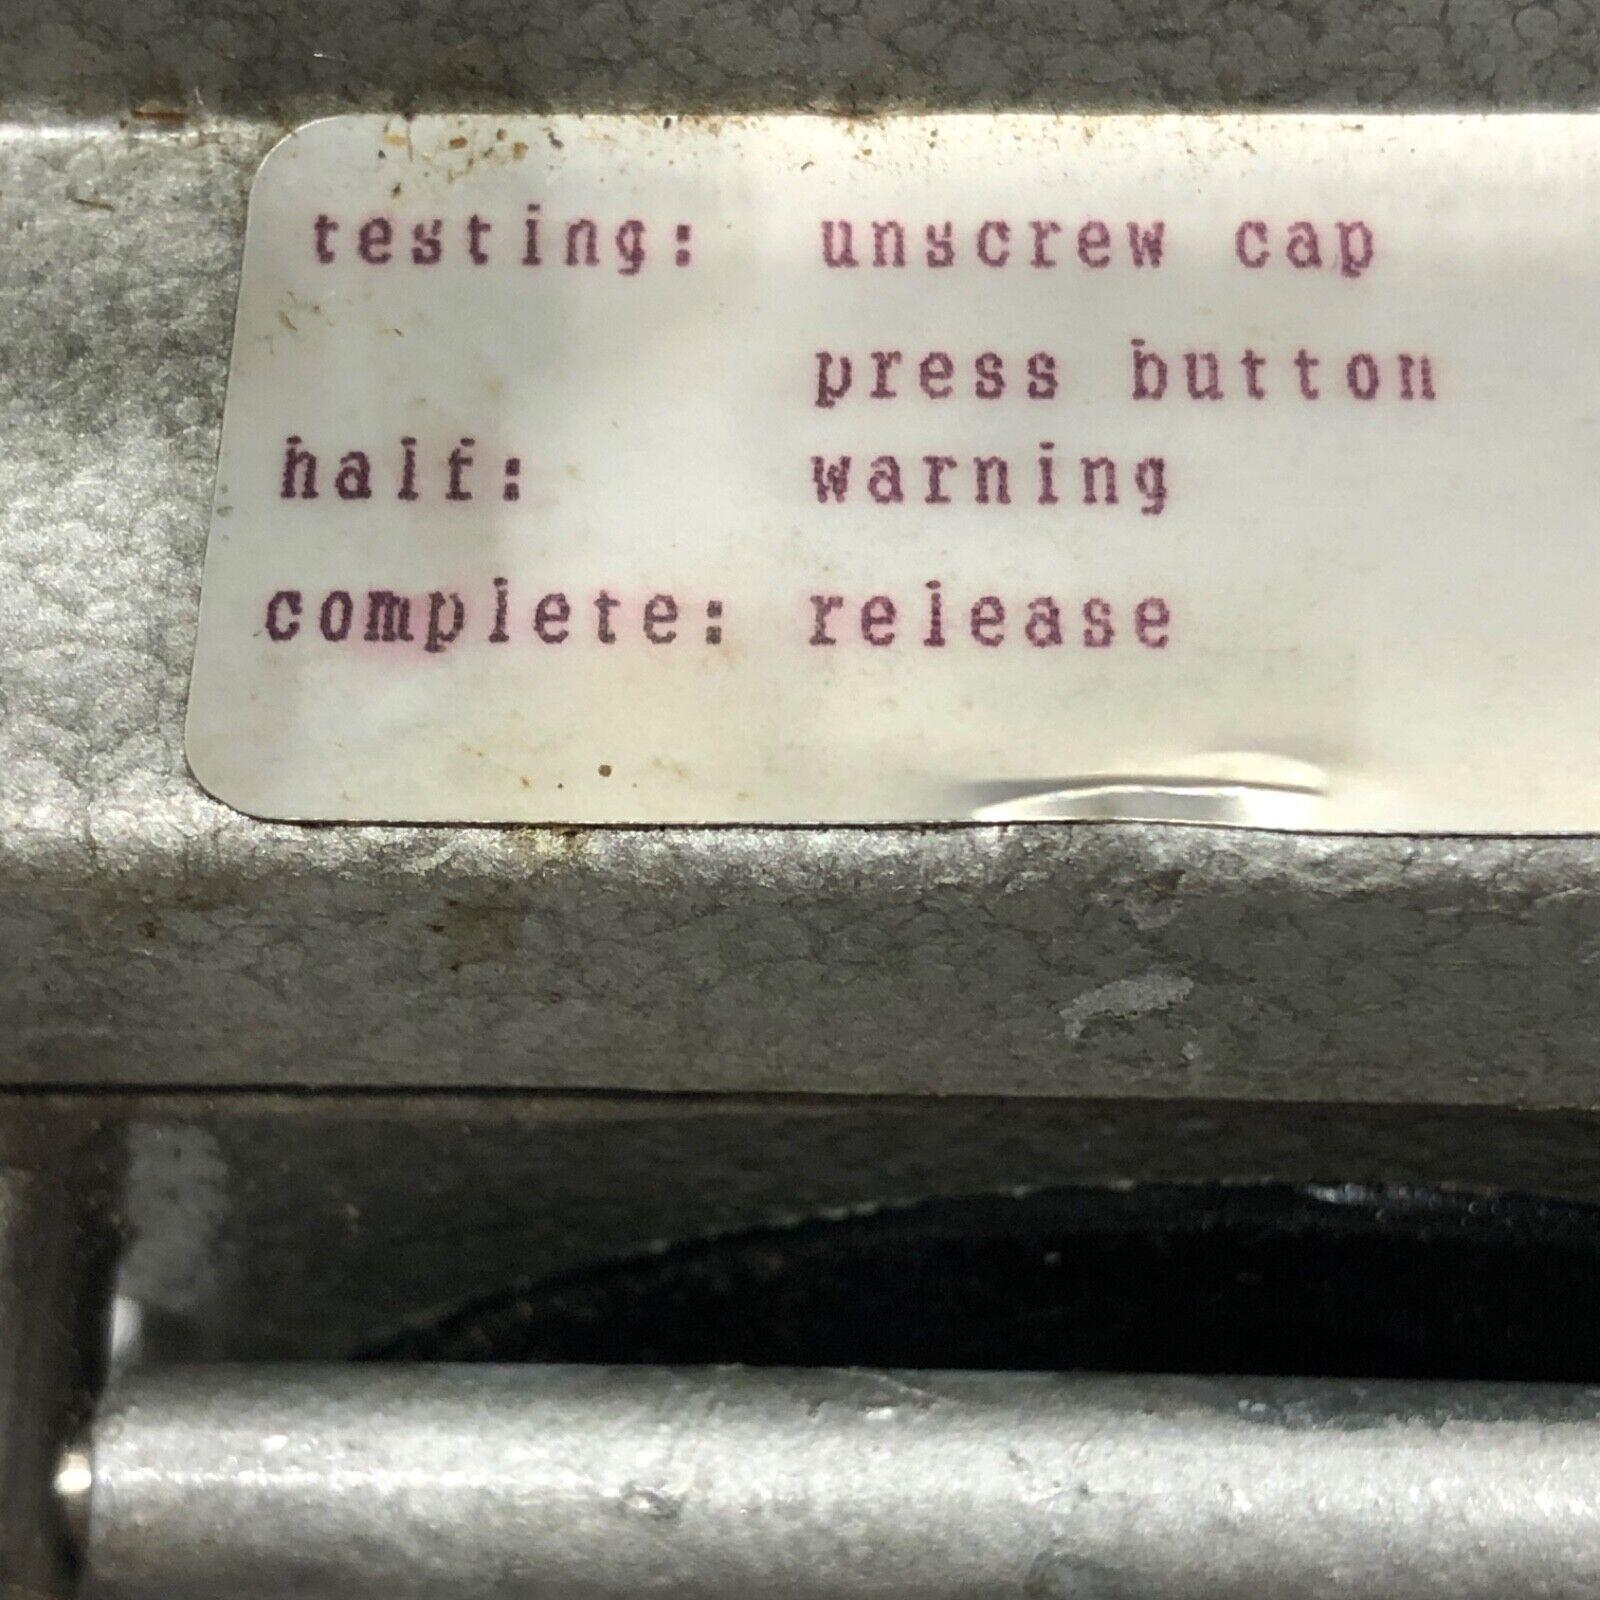 testing: unscrew cap
press button
half: warning
complete: release